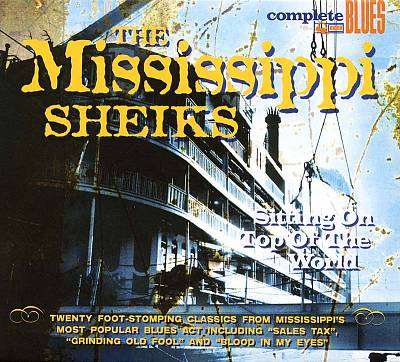 complete BLUES
THE
Mississippi
SHEIKS
Sitting On
Top Of The
World
TWENTY FOOT-STOMPING CLASSICS FROM MISSISSIPPI'S
MOST POPULAR BLUES ACT INCLUDING "SALES TAX",
"GRINDING OLD FOOL" AND "BLOOD IN MY EYES"